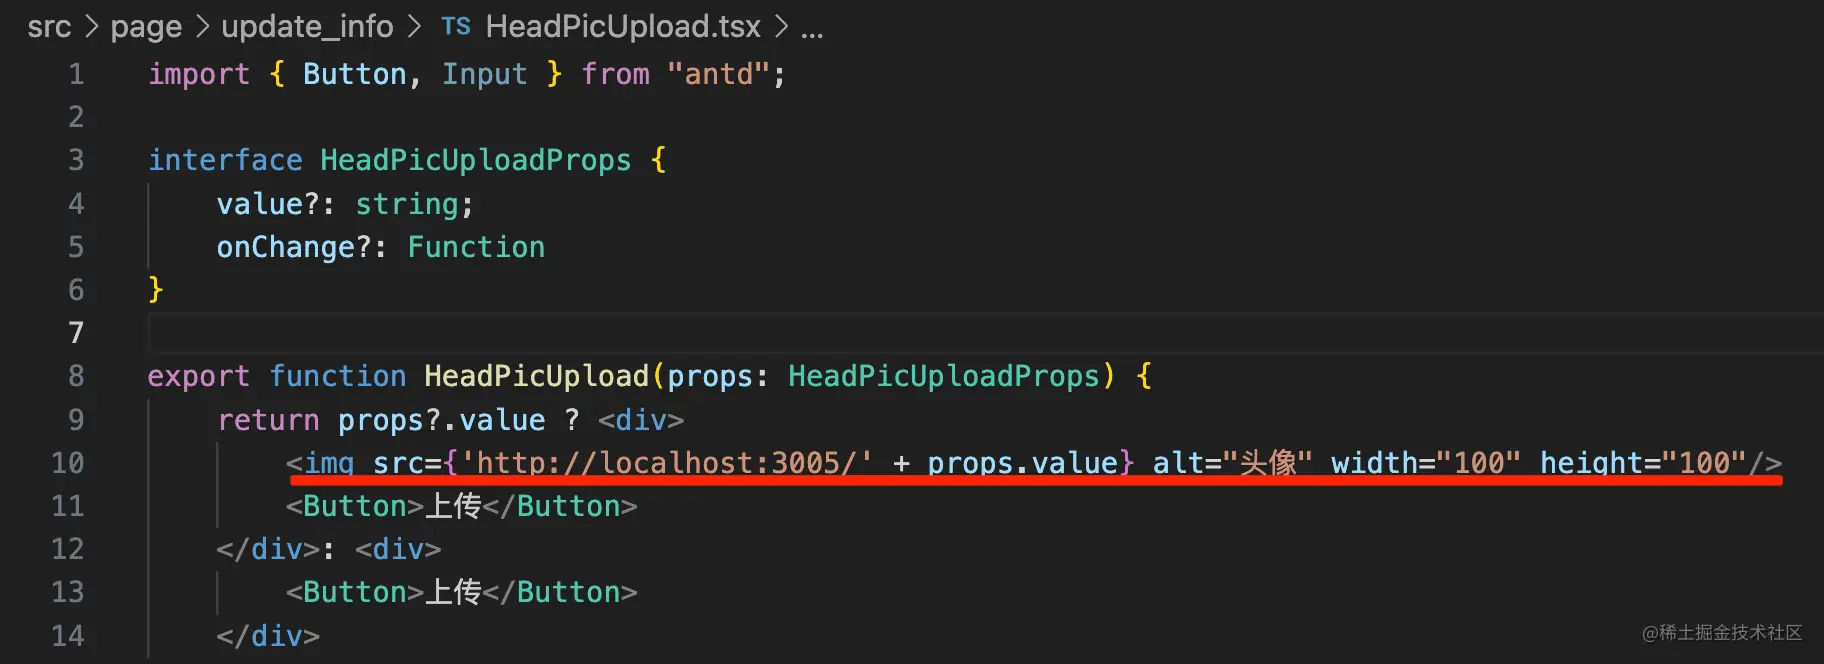 src > page > update_info > TS HeadPicUpload.tsx > ...
1 import { Button, Input } from "antd";
2
3 interface HeadPicUploadProps {
4 value?: string;
5 onChange?: Function
6 }
7
8 export function HeadPicUpload(props: HeadPicUploadProps) {
9 return props?.value ? <div>
10 <img src={'http://localhost:3005/' + props.value} alt="头像" width="100" height="100"/>
11 <Button>上传</Button>
12 </div>: <div>
13 <Button>上传</Button>
14 </div>
@稀土掘金技术社区